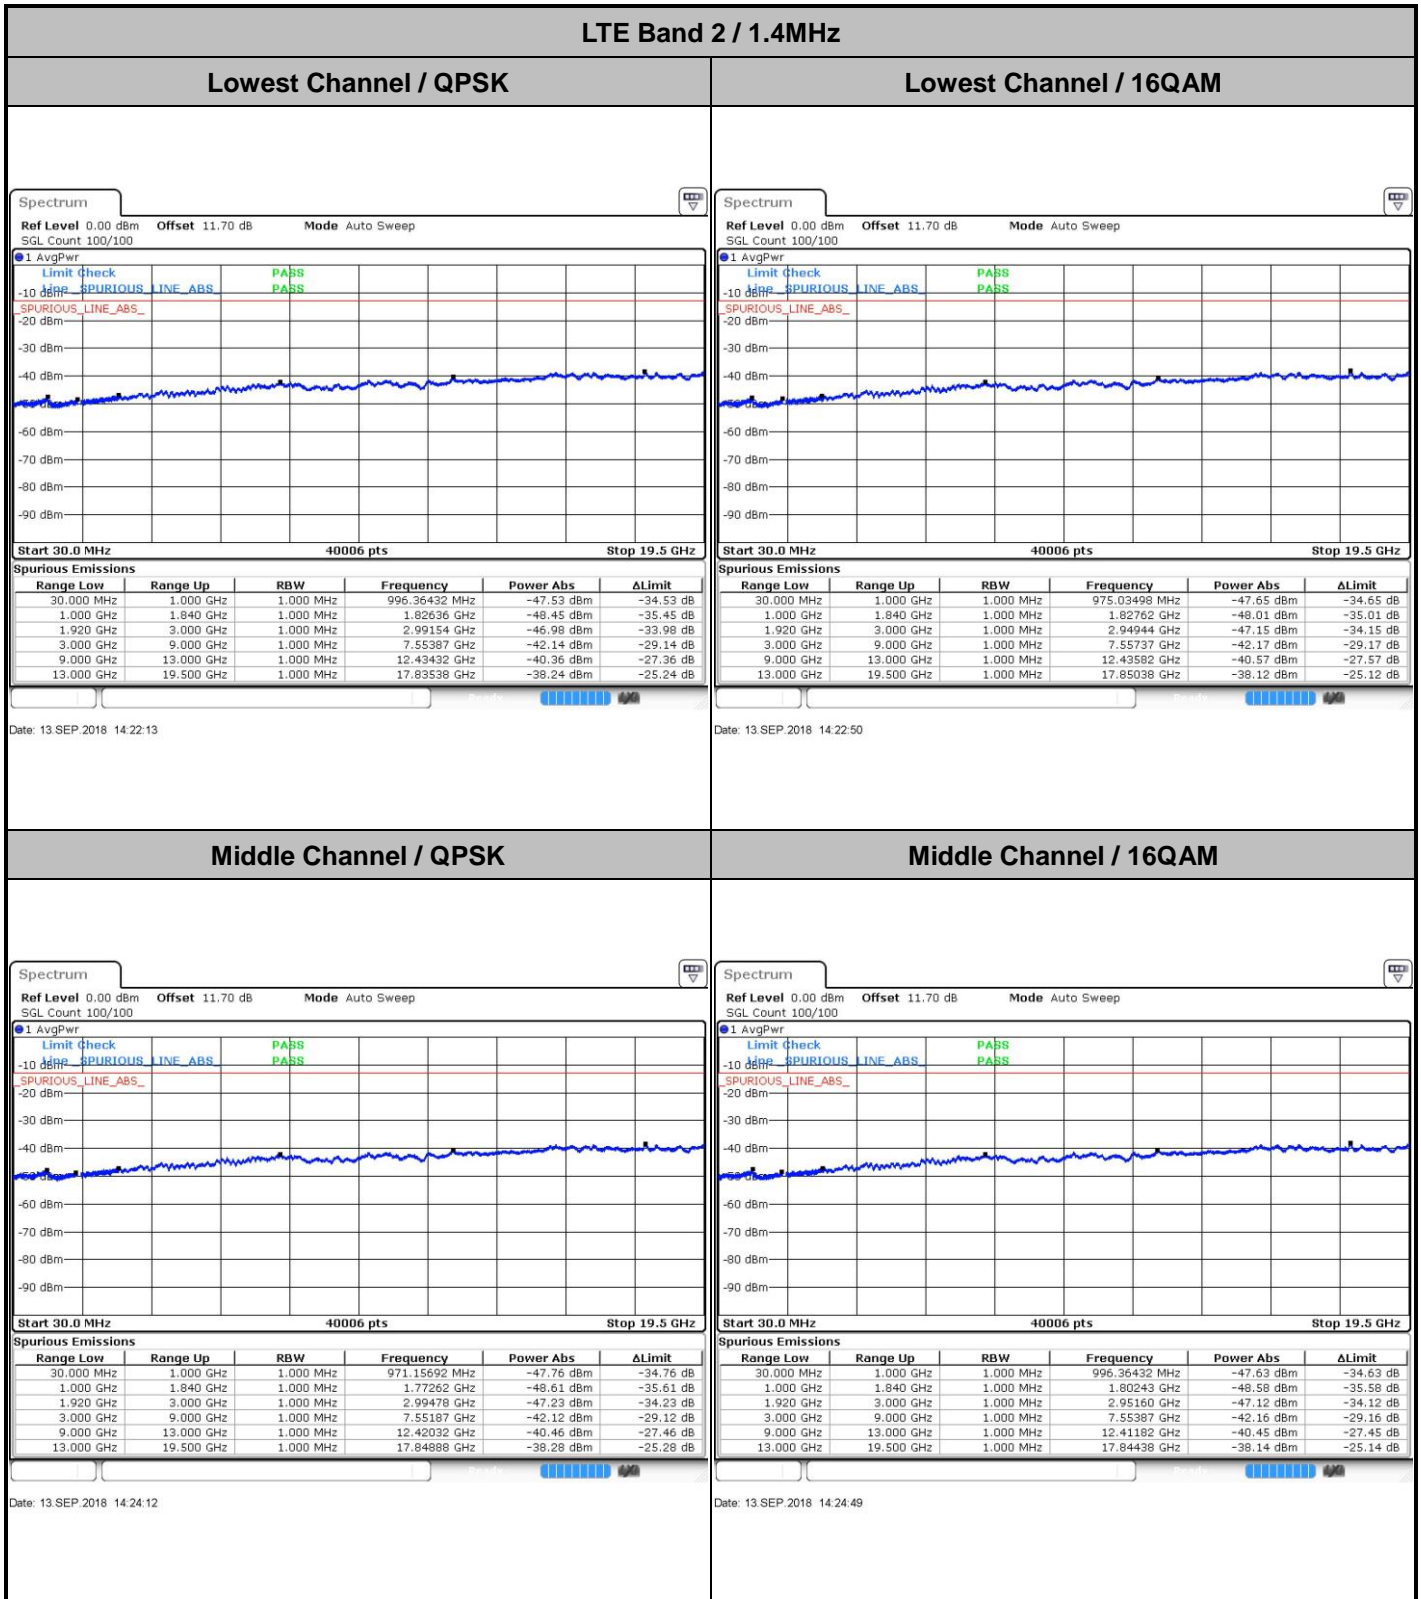 LTE Band 2 / 1.4MHz
Lowest Channel / QPSK
Lowest Channel / 16QAM
Spectrum
Ref Level 0.00 dBm Offset 11.70 dB Mode Auto Sweep
SGL Count 100/100
1 AvgPwr
Limit Check PASS
Line _SPURIOUS_LINE_ABS_ PASS
-10 dBm
_SPURIOUS_LINE_ABS_
-20 dBm
-30 dBm
-40 dBm
-50 dBm
-60 dBm
-70 dBm
-80 dBm
-90 dBm
Start 30.0 MHz 40006 pts Stop 19.5 GHz
Spurious Emissions
Range Low Range Up RBW Frequency Power Abs ΔLimit
30.000 MHz 1.000 GHz 1.000 MHz 996.36432 MHz -47.53 dBm -34.53 dB
1.000 GHz 1.840 GHz 1.000 MHz 1.82636 GHz -48.45 dBm -35.45 dB
1.920 GHz 3.000 GHz 1.000 MHz 2.99154 GHz -46.98 dBm -33.98 dB
3.000 GHz 9.000 GHz 1.000 MHz 7.55387 GHz -42.14 dBm -29.14 dB
9.000 GHz 13.000 GHz 1.000 MHz 12.43432 GHz -40.36 dBm -27.36 dB
13.000 GHz 19.500 GHz 1.000 MHz 17.83538 GHz -38.24 dBm -25.24 dB
Date: 13.SEP.2018 14:22:13
Spectrum
Ref Level 0.00 dBm Offset 11.70 dB Mode Auto Sweep
SGL Count 100/100
1 AvgPwr
Limit Check PASS
Line _SPURIOUS_LINE_ABS_ PASS
-10 dBm
_SPURIOUS_LINE_ABS_
-20 dBm
-30 dBm
-40 dBm
-50 dBm
-60 dBm
-70 dBm
-80 dBm
-90 dBm
Start 30.0 MHz 40006 pts Stop 19.5 GHz
Spurious Emissions
Range Low Range Up RBW Frequency Power Abs ΔLimit
30.000 MHz 1.000 GHz 1.000 MHz 975.03498 MHz -47.65 dBm -34.65 dB
1.000 GHz 1.840 GHz 1.000 MHz 1.82762 GHz -48.01 dBm -35.01 dB
1.920 GHz 3.000 GHz 1.000 MHz 2.94944 GHz -47.15 dBm -34.15 dB
3.000 GHz 9.000 GHz 1.000 MHz 7.55737 GHz -42.17 dBm -29.17 dB
9.000 GHz 13.000 GHz 1.000 MHz 12.43582 GHz -40.57 dBm -27.57 dB
13.000 GHz 19.500 GHz 1.000 MHz 17.85038 GHz -38.12 dBm -25.12 dB
Date: 13.SEP.2018 14:22:50
Middle Channel / QPSK
Middle Channel / 16QAM
Spectrum
Ref Level 0.00 dBm Offset 11.70 dB Mode Auto Sweep
SGL Count 100/100
1 AvgPwr
Limit Check PASS
Line _SPURIOUS_LINE_ABS_ PASS
-10 dBm
_SPURIOUS_LINE_ABS_
-20 dBm
-30 dBm
-40 dBm
-50 dBm
-60 dBm
-70 dBm
-80 dBm
-90 dBm
Start 30.0 MHz 40006 pts Stop 19.5 GHz
Spurious Emissions
Range Low Range Up RBW Frequency Power Abs ΔLimit
30.000 MHz 1.000 GHz 1.000 MHz 971.15692 MHz -47.76 dBm -34.76 dB
1.000 GHz 1.840 GHz 1.000 MHz 1.77262 GHz -48.61 dBm -35.61 dB
1.920 GHz 3.000 GHz 1.000 MHz 2.99478 GHz -47.23 dBm -34.23 dB
3.000 GHz 9.000 GHz 1.000 MHz 7.55187 GHz -42.12 dBm -29.12 dB
9.000 GHz 13.000 GHz 1.000 MHz 12.42032 GHz -40.46 dBm -27.46 dB
13.000 GHz 19.500 GHz 1.000 MHz 17.84888 GHz -38.28 dBm -25.28 dB
Date: 13.SEP.2018 14:24:12
Spectrum
Ref Level 0.00 dBm Offset 11.70 dB Mode Auto Sweep
SGL Count 100/100
1 AvgPwr
Limit Check PASS
Line _SPURIOUS_LINE_ABS_ PASS
-10 dBm
_SPURIOUS_LINE_ABS_
-20 dBm
-30 dBm
-40 dBm
-50 dBm
-60 dBm
-70 dBm
-80 dBm
-90 dBm
Start 30.0 MHz 40006 pts Stop 19.5 GHz
Spurious Emissions
Range Low Range Up RBW Frequency Power Abs ΔLimit
30.000 MHz 1.000 GHz 1.000 MHz 996.36432 MHz -47.63 dBm -34.63 dB
1.000 GHz 1.840 GHz 1.000 MHz 1.80243 GHz -48.58 dBm -35.58 dB
1.920 GHz 3.000 GHz 1.000 MHz 2.95160 GHz -47.12 dBm -34.12 dB
3.000 GHz 9.000 GHz 1.000 MHz 7.55387 GHz -42.16 dBm -29.16 dB
9.000 GHz 13.000 GHz 1.000 MHz 12.41182 GHz -40.45 dBm -27.45 dB
13.000 GHz 19.500 GHz 1.000 MHz 17.84438 GHz -38.14 dBm -25.14 dB
Date: 13.SEP.2018 14:24:49